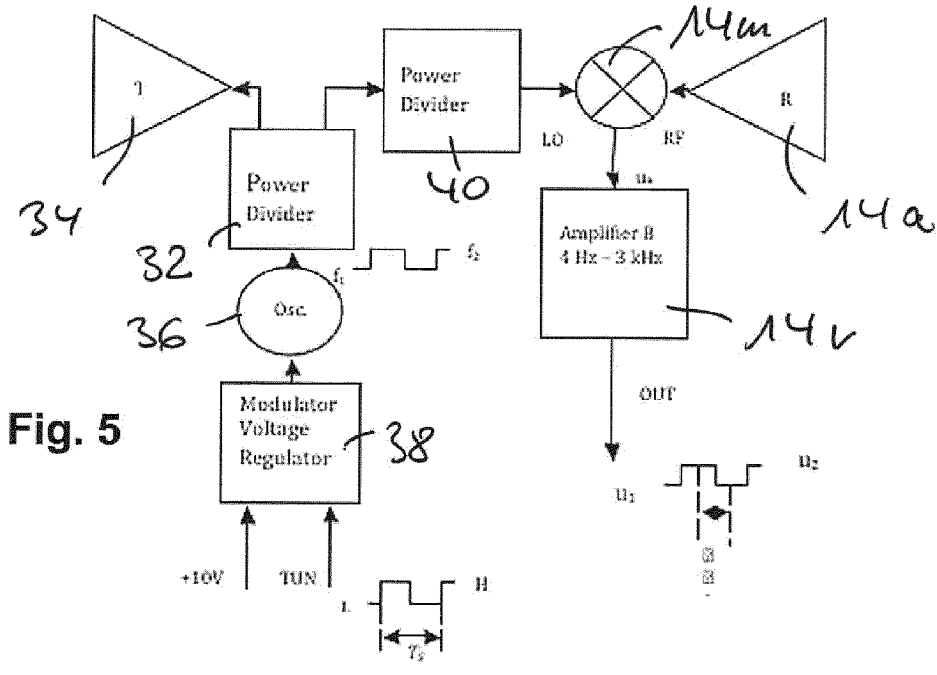 14m
T
Power
Divider
R
LO
RF
34
40
14a
Power
Divider
Amplifier B
4 Hz – 3 kHz
32
f₁
f₂
Osc.
36
14v
Modulator
Voltage
Regulator
38
OUT
Fig. 5
u₁
u₂
+10V
TUN
L
H